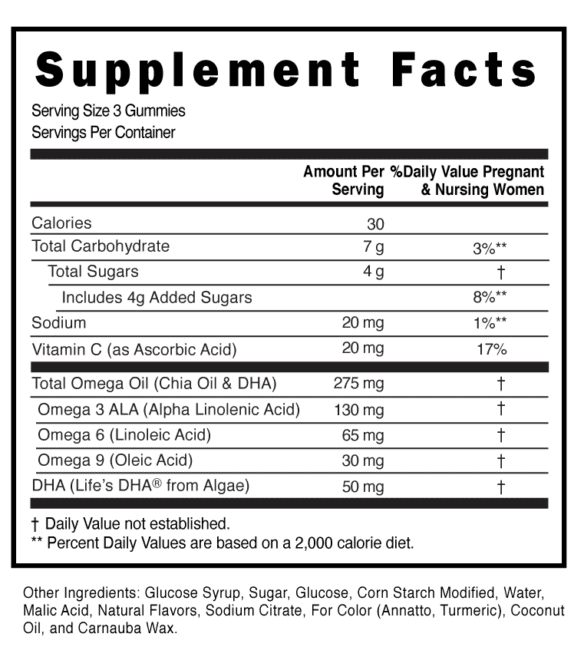 Supplement Facts
Serving Size 3 Gummies
Servings Per Container
Amount Per %Daily Value Pregnant
Serving & Nursing Women
Calories 30
Total Carbohydrate 7 g 3%**
Total Sugars 4 g †
Includes 4g Added Sugars 8%**
Sodium 20 mg 1%**
Vitamin C (as Ascorbic Acid) 20 mg 17%
Total Omega Oil (Chia Oil & DHA) 275 mg †
Omega 3 ALA (Alpha Linolenic Acid) 130 mg †
Omega 6 (Linoleic Acid) 65 mg †
Omega 9 (Oleic Acid) 30 mg †
DHA (Life's DHA® from Algae) 50 mg †
† Daily Value not established.
** Percent Daily Values are based on a 2,000 calorie diet.
Other Ingredients: Glucose Syrup, Sugar, Glucose, Corn Starch Modified, Water,
Malic Acid, Natural Flavors, Sodium Citrate, For Color (Annatto, Turmeric), Coconut
Oil, and Carnauba Wax.